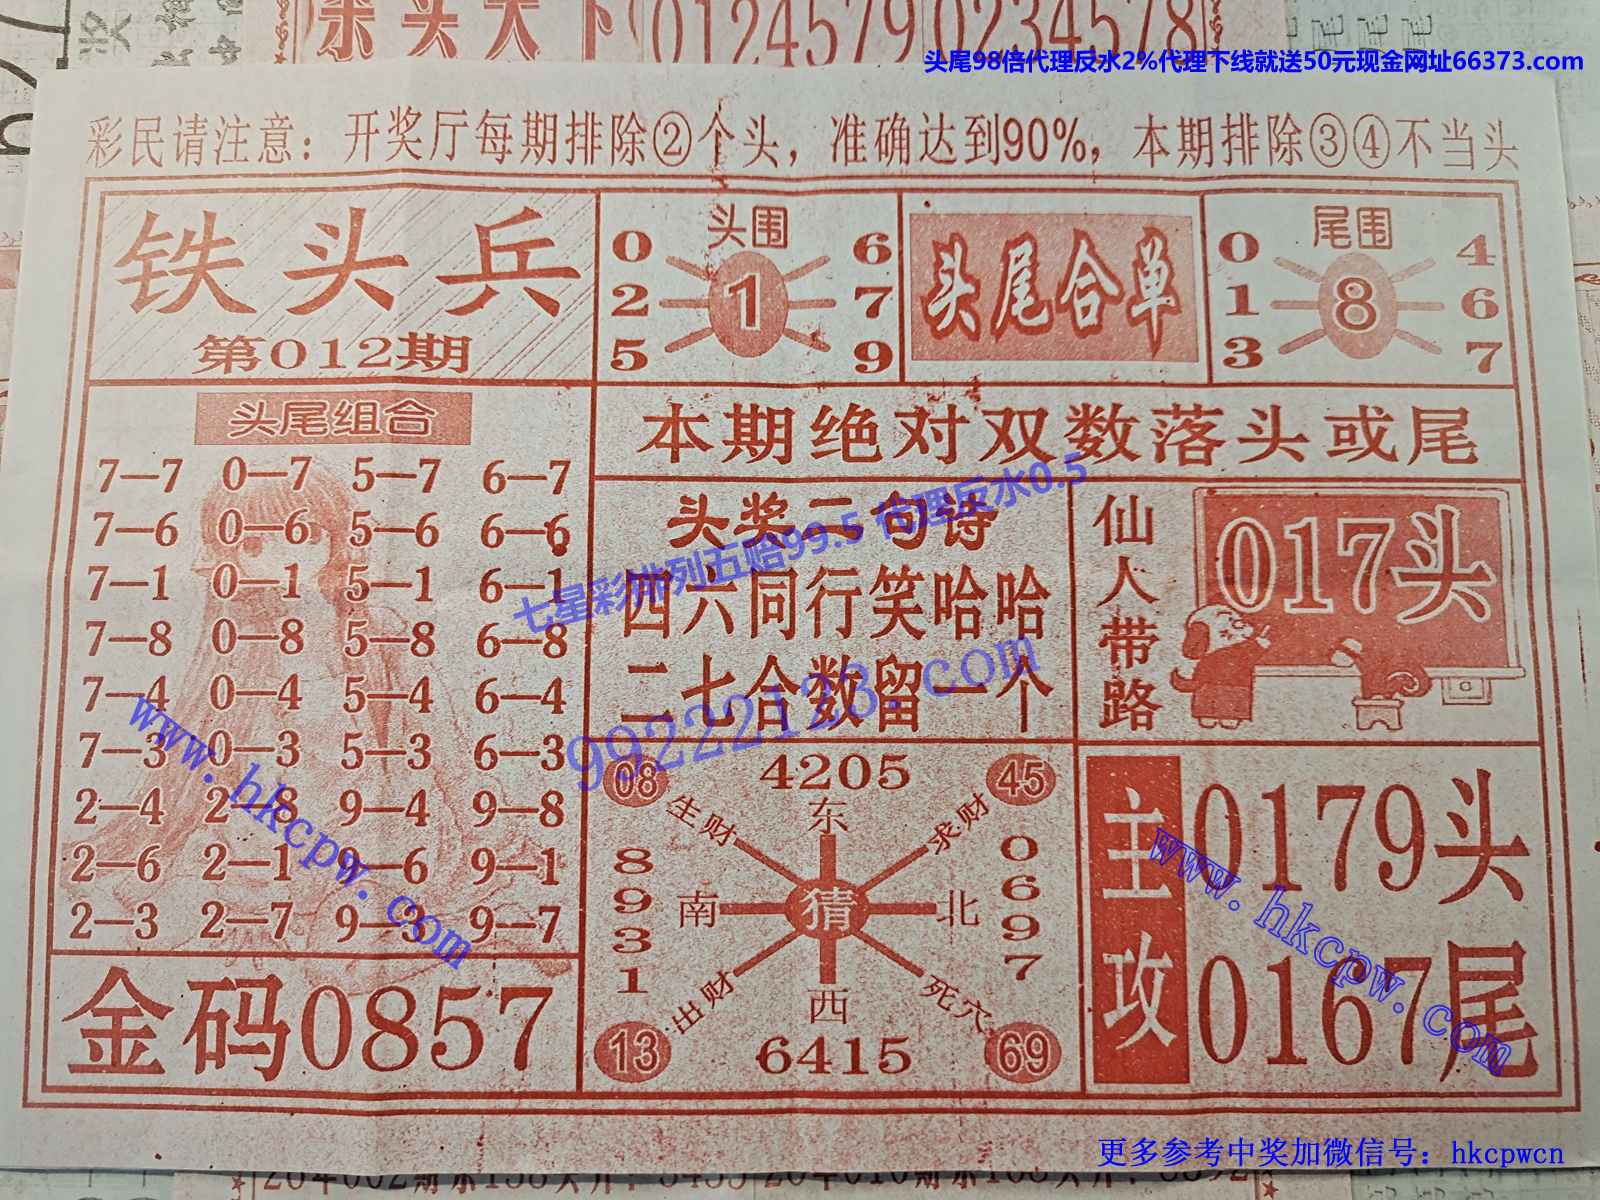 朱头天下 0124579 0234578
头尾98倍代理反水2%代理下线就送50元现金网址66373.com
彩民请注意：开奖厅每期排除②个头，准确达到90%，本期排除③④不当头
铁头兵
第012期
头围
0 6
2 1 7
5 9
头尾合单
尾围
0 4
1 8 6
3 7
头尾组合
7—7 0—7 5—7 6—7
7—6 0—6 5—6 6—6
7—1 0—1 5—1 6—1
7—8 0—8 5—8 6—8
7—4 0—4 5—4 6—4
7—3 0—3 5—3 6—3
2—4 2—8 9—4 9—8
2—6 2—1 9—6 9—1
2—3 2—7 9—3 9—7
金码0857
本期绝对双数落头或尾
头奖二句诗
四六同行笑哈哈
二七合数留一个
仙人带路
017头
08 4205 45
生财 东 求财
8931 南 猜 北 0697
出财 西 死穴
13 6415 69
主攻
0179头
0167尾
七星彩排列五赔99.5 代理反水0.5
99222123.com
www.hkcpw.com
www.hkcpw.com
更多参考中奖加微信号：hkcpwcn